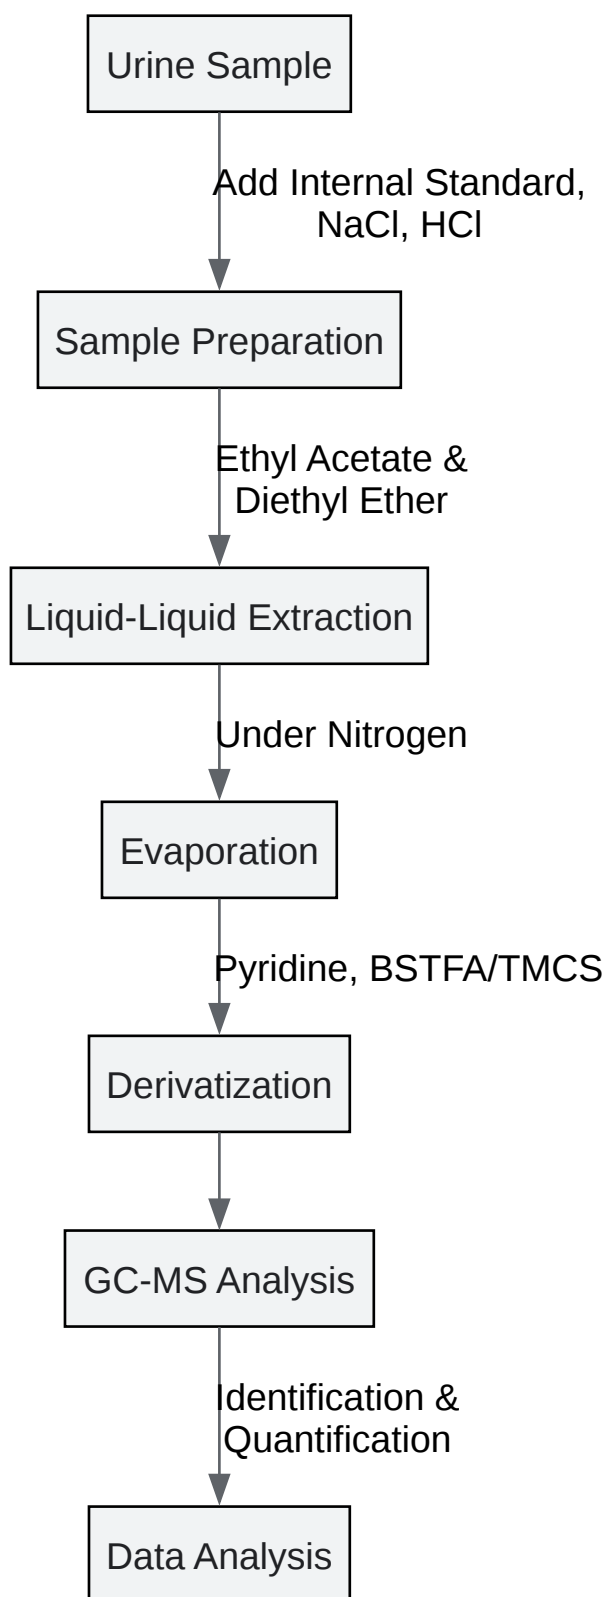 Urine Sample
Add Internal Standard,
NaCl, HCl
Sample Preparation
Ethyl Acetate &
Diethyl Ether
Liquid-Liquid Extraction
Under Nitrogen
Evaporation
Pyridine, BSTFA/TMCS
Derivatization
GC-MS Analysis
Identification &
Quantification
Data Analysis